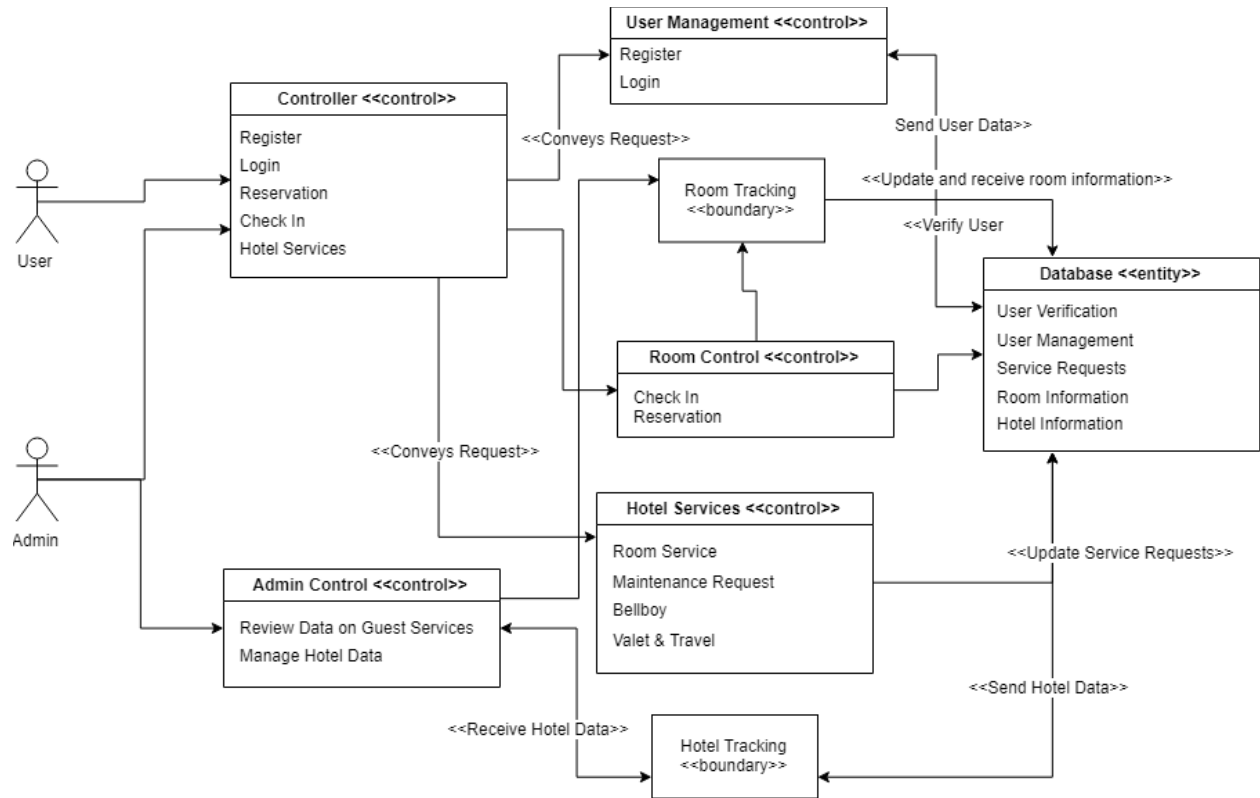 User Management <<control>>
Register
Login
Controller <<control>>
Register
Login
Reservation
Check In
Hotel Services
<<Conveys Request>>
Send User Data>>
Room Tracking
<<boundary>>
<<Update and receive room information>>
<<Verify User
User
Database <<entity>>
User Verification
User Management
Service Requests
Room Information
Hotel Information
Room Control <<control>>
Check In
Reservation
<<Conveys Request>>
Admin
Hotel Services <<control>>
Room Service
Maintenance Request
Bellboy
Valet & Travel
<<Update Service Requests>>
Admin Control <<control>>
Review Data on Guest Services
Manage Hotel Data
<<Send Hotel Data>>
<<Receive Hotel Data>>
Hotel Tracking
<<boundary>>